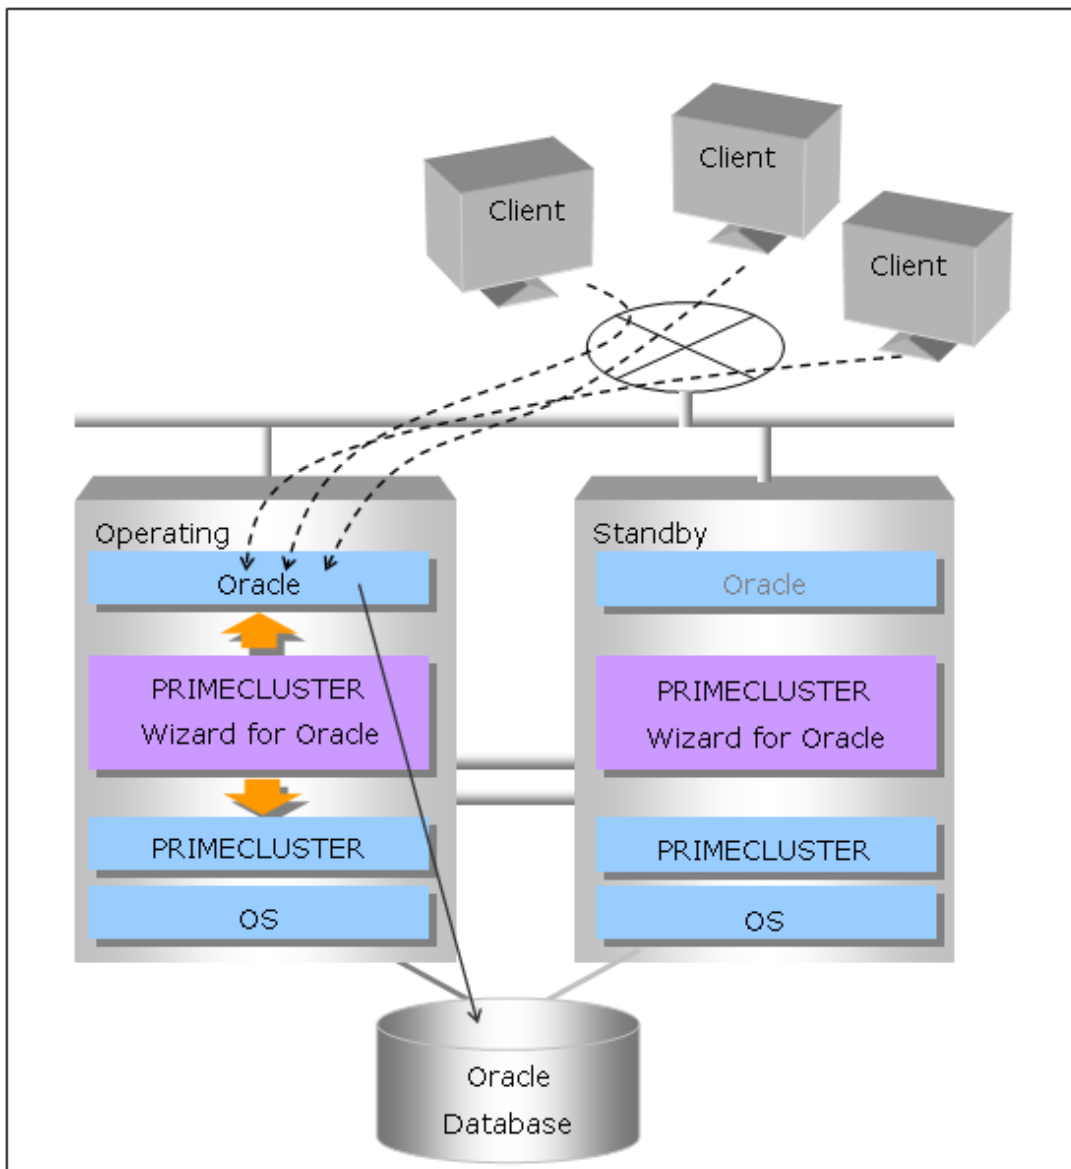 Client
Client
Client
Operating
Oracle
PRIMECLUSTER
Wizard for Oracle
PRIMECLUSTER
OS
Standby
Oracle
PRIMECLUSTER
Wizard for Oracle
PRIMECLUSTER
OS
Oracle
Database